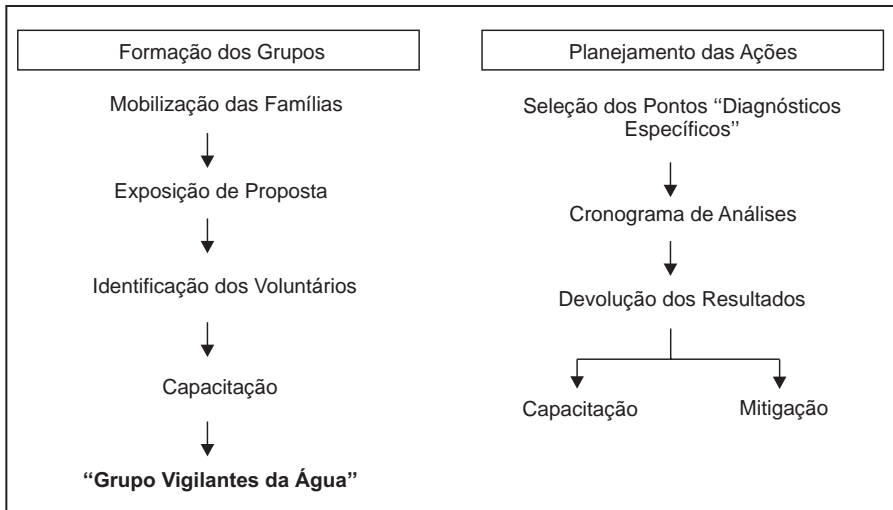 Formação dos Grupos
Mobilização das Famílias
Exposição de Proposta
Identificação dos Voluntários
Capacitação
“Grupo Vigilantes da Água”
Planejamento das Ações
Seleção dos Pontos “Diagnósticos
Específicos”
Cronograma de Análises
Devolução dos Resultados
Capacitação
Mitigação